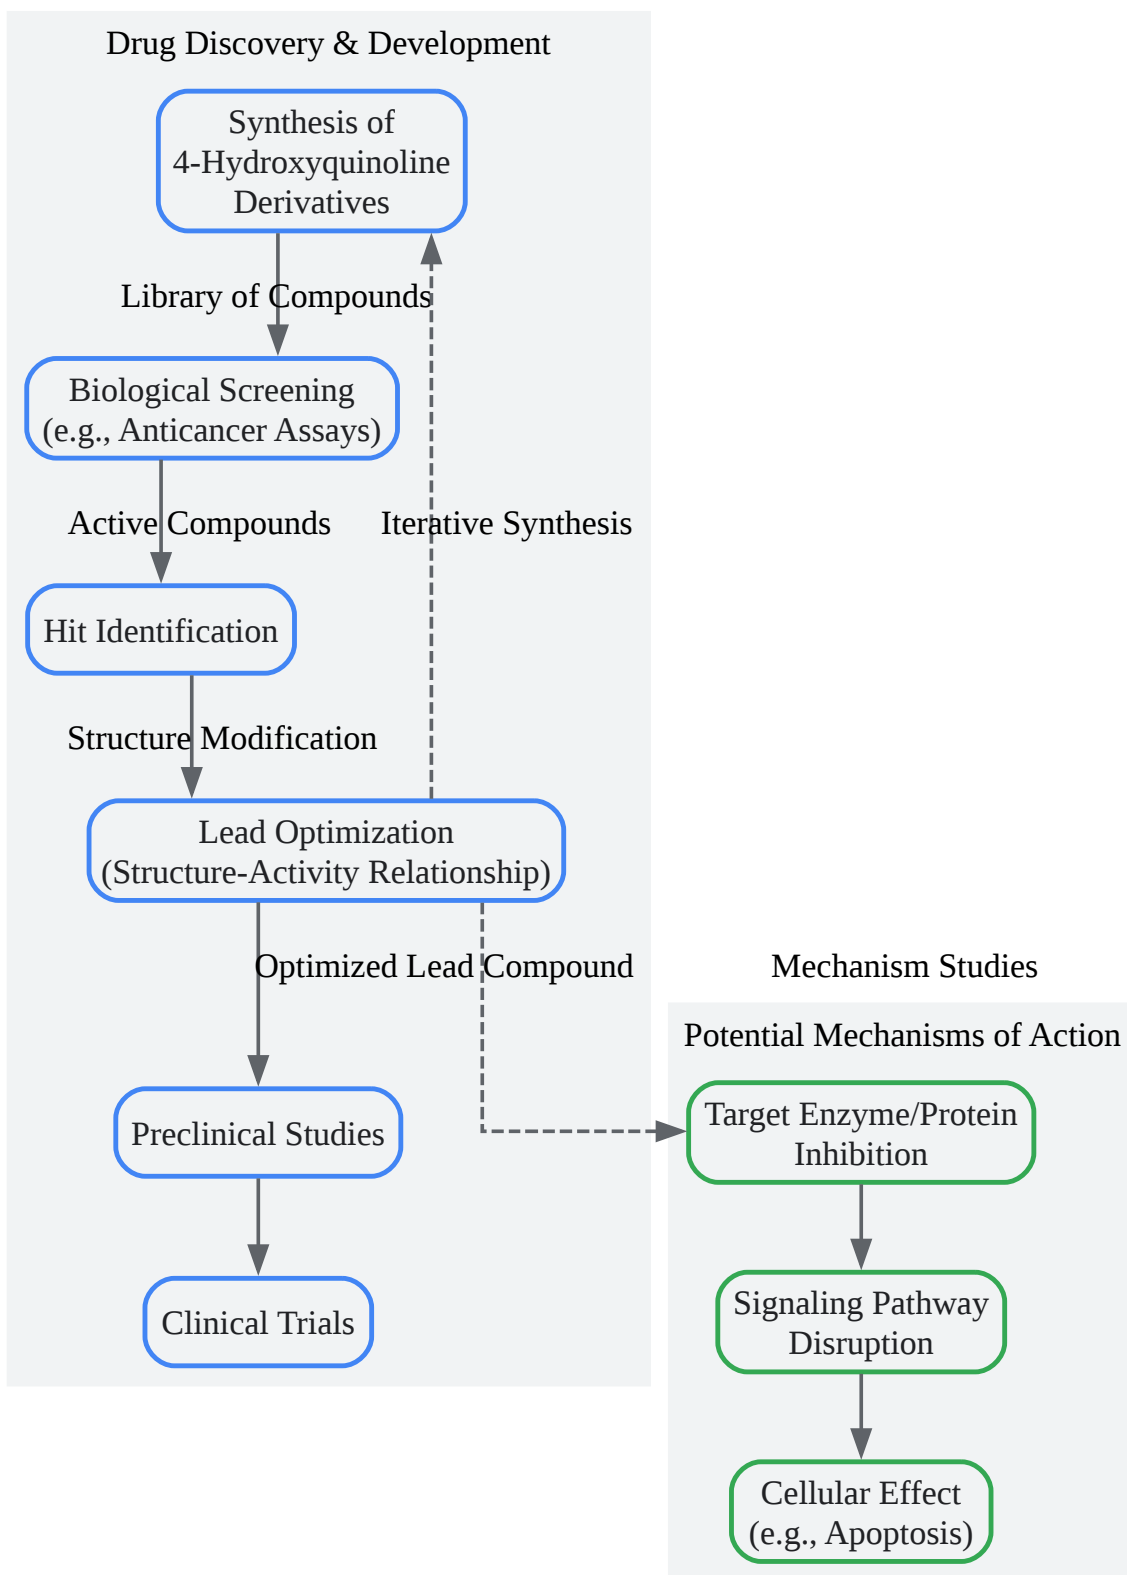 Drug Discovery & Development
Synthesis of
4-Hydroxyquinoline
Derivatives
Library of Compounds
Biological Screening
(e.g., Anticancer Assays)
Active Compounds
Iterative Synthesis
Hit Identification
Structure Modification
Lead Optimization
(Structure-Activity Relationship)
Optimized Lead Compound
Mechanism Studies
Preclinical Studies
Clinical Trials
Potential Mechanisms of Action
Target Enzyme/Protein
Inhibition
Signaling Pathway
Disruption
Cellular Effect
(e.g., Apoptosis)